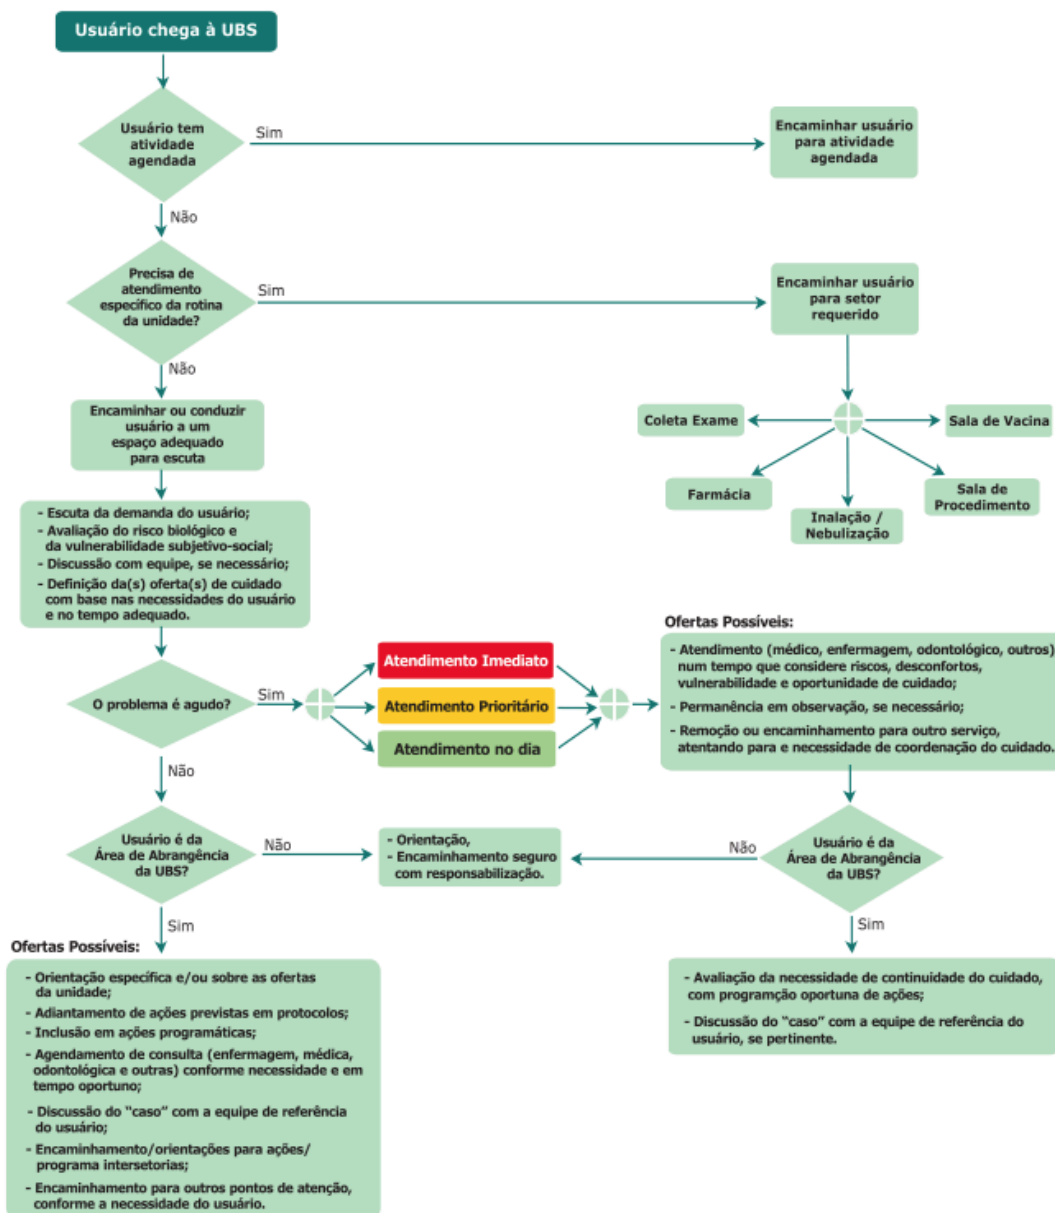 Usuário chega à UBS
Usuário tem
atividade
agendada
Sim
Encaminhar usuário
para atividade
agendada
Não
Precisa de
atendimento
específico da rotina
da unidade?
Sim
Encaminhar usuário
para setor
requerido
Não
Encaminhar ou conduzir
usuário a um
espaço adequado
para escuta
Coleta Exame
Sala de Vacina
Farmácia
Sala de
Procedimento
Inalação /
Nebulização
- Escuta da demanda do usuário;
- Avaliação do risco biológico e
da vulnerabilidade subjetivo-social;
- Discussão com equipe, se necessário;
- Definição da(s) oferta(s) de cuidado
com base nas necessidades do usuário
e no tempo adequado.
O problema é agudo?
Sim
Atendimento Imediato
Atendimento Prioritário
Atendimento no dia
Ofertas Possíveis:
- Atendimento (médico, enfermagem, odontológico, outros)
num tempo que considere riscos, desconfortos,
vulnerabilidade e oportunidade de cuidado;
- Permanência em observação, se necessário;
- Remoção ou encaminhamento para outro serviço,
atentando para e necessidade de coordenação do cuidado.
Não
Usuário é da
Área de Abrangência
da UBS?
Não
- Orientação,
- Encaminhamento seguro
com responsabilização.
Não
Usuário é da
Área de Abrangência
da UBS?
Sim
Sim
Ofertas Possíveis:
- Orientação específica e/ou sobre as ofertas
da unidade;
- Adiantamento de ações previstas em protocolos;
- Inclusão em ações programáticas;
- Agendamento de consulta (enfermagem, médica,
odontológica e outras) conforme necessidade e em
tempo oportuno;
- Discussão do “caso” com a equipe de referência
do usuário;
- Encaminhamento/orientações para ações/
programa intersetorias;
- Encaminhamento para outros pontos de atenção,
conforme a necessidade do usuário.
- Avaliação da necessidade de continuidade do cuidado,
com programção oportuna de ações;
- Discussão do “caso” com a equipe de referência do
usuário, se pertinente.